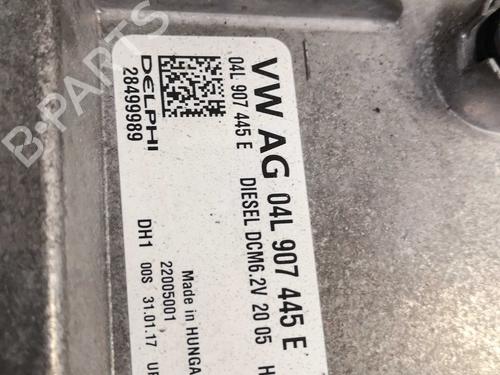 VW AG 04L 907 445 E
04L 907 445 E
DIESEL DCM6.2V 20 05 H
DELPHI
28499989
Made in HUNGA
22005001
DH1 00S 31.01.17
B-PARTS